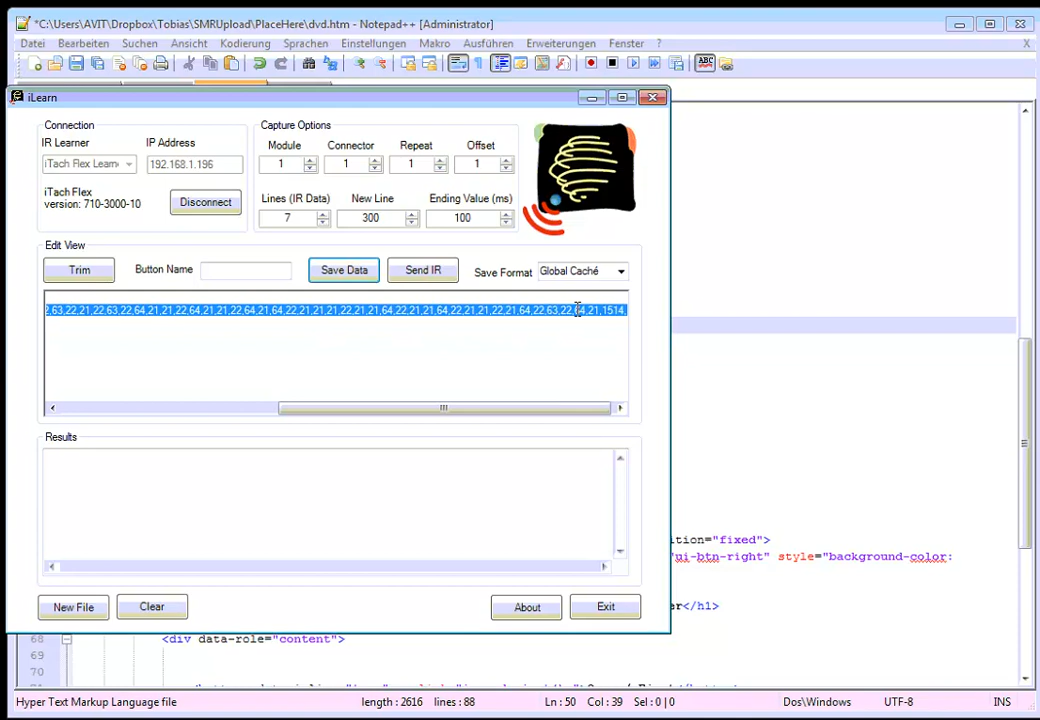 *C:\Users\AVIT\Dropbox\Tobias\SMRUpload\PlaceHere\dvd.htm - Notepad++ [Administrator]
Datei Bearbeiten Suchen Ansicht Kodierung Sprachen Einstellungen Makro Ausführen Erweiterungen Fenster ? X
ABC
iLearn
Connection
IR Learner IP Address
iTach Flex Learn 192.168.1.196
iTach Flex
version: 710-3000-10
Disconnect
Capture Options
Module Connector Repeat Offset
1 1 1 1
Lines (IR Data) New Line Ending Value (ms)
7 300 100
Edit View
Trim Button Name Save Data Send IR Save Format Global Caché
2,63,22,21,22,63,22,64,21,21,22,64,21,21,22,64,21,64,22,21,21,21,22,21,21,64,22,21,21,64,22,21,21,22,21,64,22,63,22,64,21,1514,
Results
New File Clear About Exit
ition="fixed">
"ui-btn-right" style="background-color:
er</h1>
68 <div data-role="content">
69
70
Hyper Text Markup Language file length : 2616 lines : 88 Ln : 50 Col : 39 Sel : 0 | 0 Dos\Windows UTF-8 INS